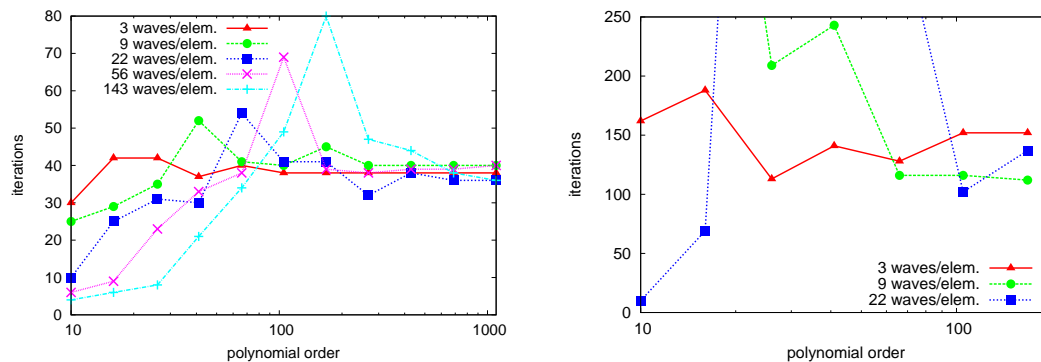 80
70
60
50
40
30
20
10
0
iterations
10
100
1000
polynomial order
3 waves/elem.
9 waves/elem.
22 waves/elem.
56 waves/elem.
143 waves/elem.
250
200
150
100
50
0
iterations
10
100
polynomial order
3 waves/elem.
9 waves/elem.
22 waves/elem.